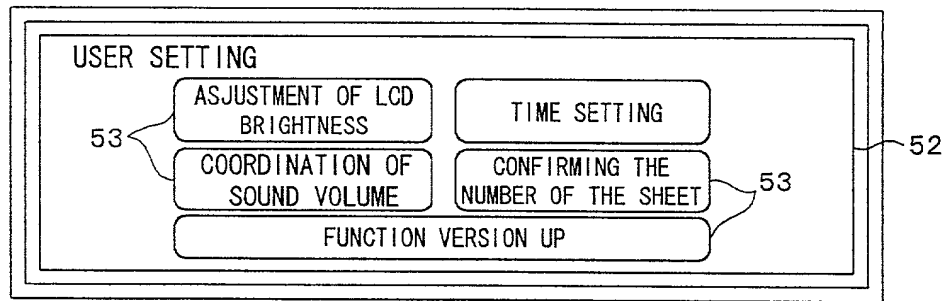 USER SETTING
ASJUSTMENT OF LCD
BRIGHTNESS
TIME SETTING
53
COORDINATION OF
SOUND VOLUME
CONFIRMING THE
NUMBER OF THE SHEET
52
53
FUNCTION VERSION UP